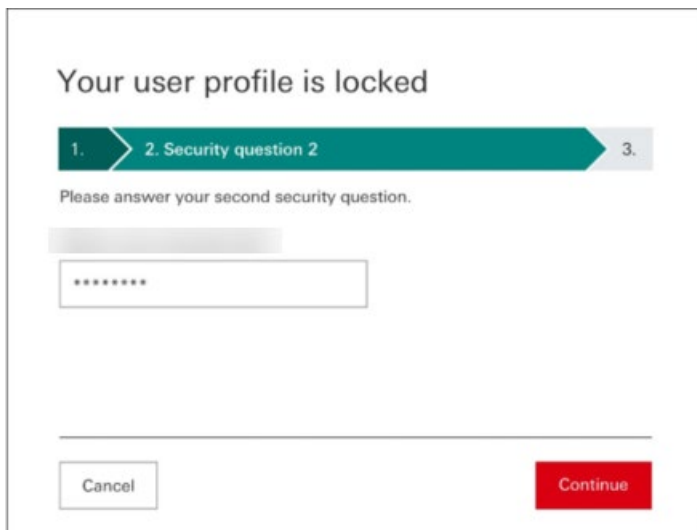 Your user profile is locked
1. 2. Security question 2 3.
Please answer your second security question.
********
Cancel Continue